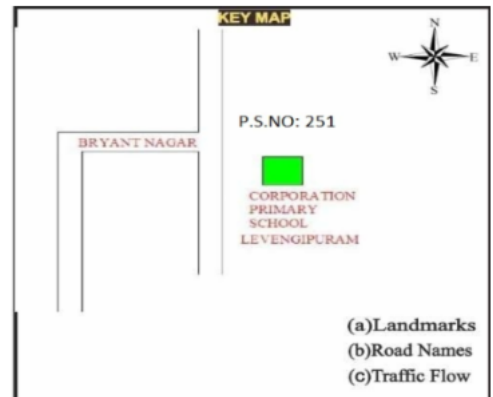 KEY MAP
N
W E
S
P.S.NO: 251
BRYANT NAGAR
CORPORATION
PRIMARY
SCHOOL
LEVENGIPURAM
(a)Landmarks
(b)Road Names
(c)Traffic Flow